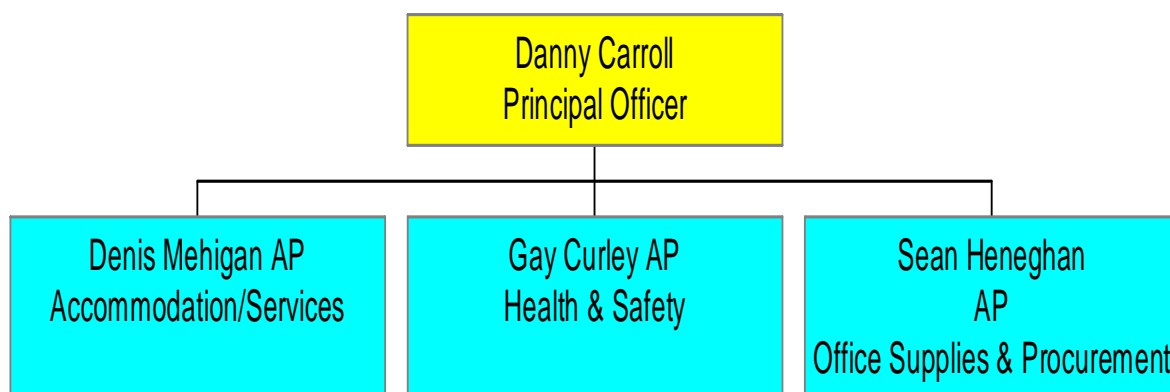 Danny Carroll
Principal Officer
Denis Mehigan AP
Accommodation/Services
Gay Curley AP
Health & Safety
Sean Heneghan
AP
Office Supplies & Procurement